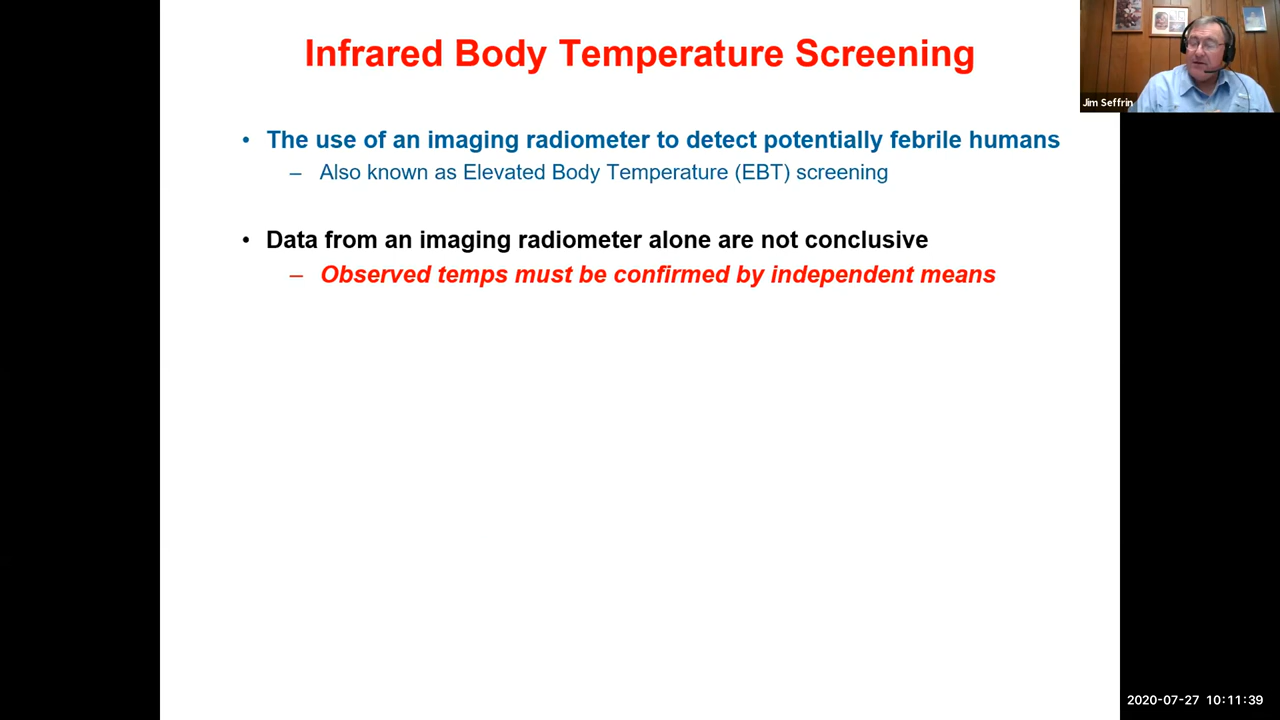 Infrared Body Temperature Screening
Jim Seffrin
• The use of an imaging radiometer to detect potentially febrile humans
– Also known as Elevated Body Temperature (EBT) screening
• Data from an imaging radiometer alone are not conclusive
– Observed temps must be confirmed by independent means
2020-07-27 10:11:39